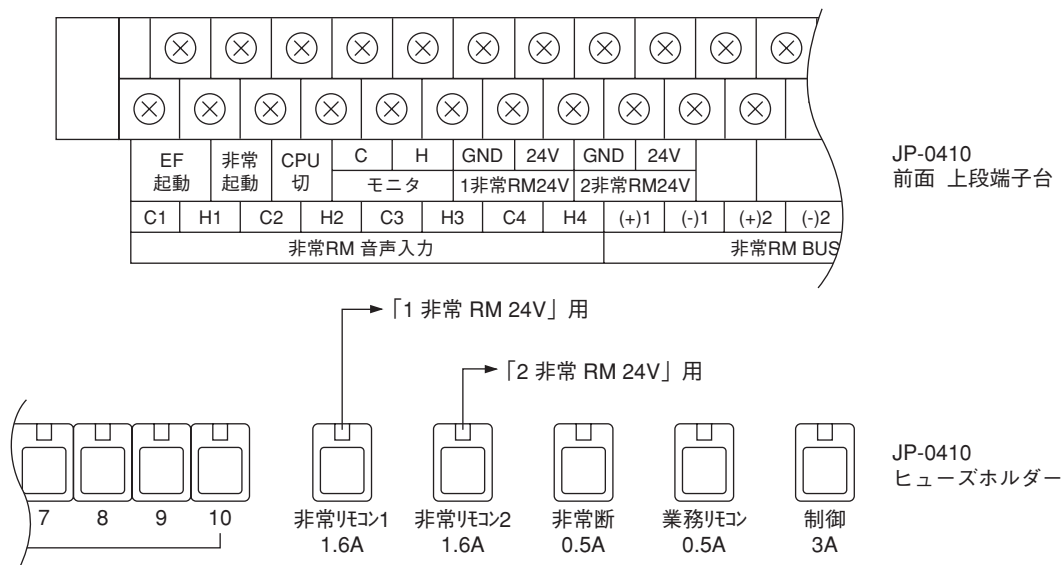 EF 起動
非常 起動
CPU 切
C H GND 24V GND 24V
モニタ 1非常RM24V 2非常RM24V
C1 H1 C2 H2 C3 H3 C4 H4 (+)1 (-)1 (+)2 (-)2
非常RM 音声入力 非常RM BUS
JP-0410
前面 上段端子台
「1 非常 RM 24V」用
「2 非常 RM 24V」用
7 8 9 10
非常リモコン1 非常リモコン2 非常断 業務リモコン 制御
1.6A 1.6A 0.5A 0.5A 3A
JP-0410
ヒューズホルダー